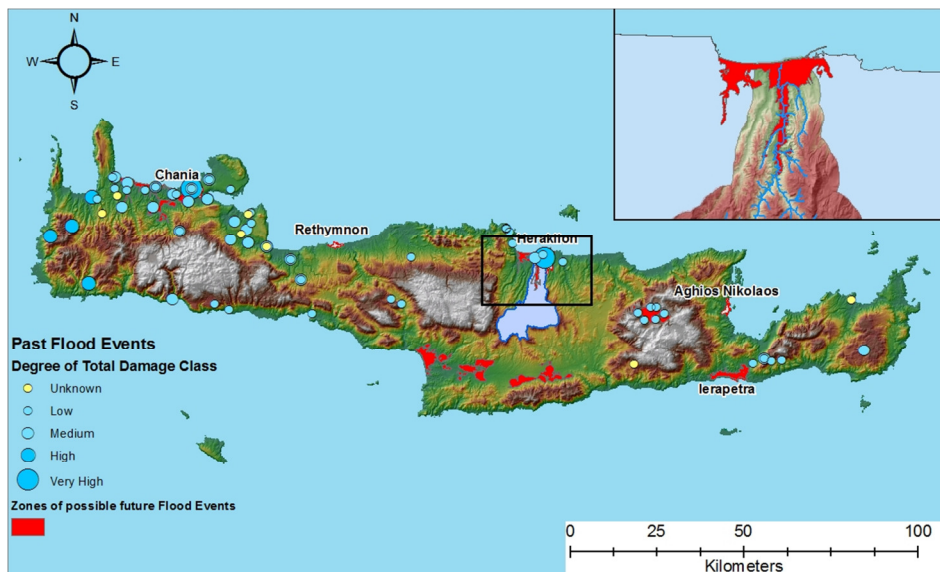 N
W E
S
Chania
Rethymnon
Heraklion
Aghios Nikolaos
Ierapetra
Past Flood Events
Degree of Total Damage Class
Unknown
Low
Medium
High
Very High
Zones of possible future Flood Events
0 25 50 100
Kilometers